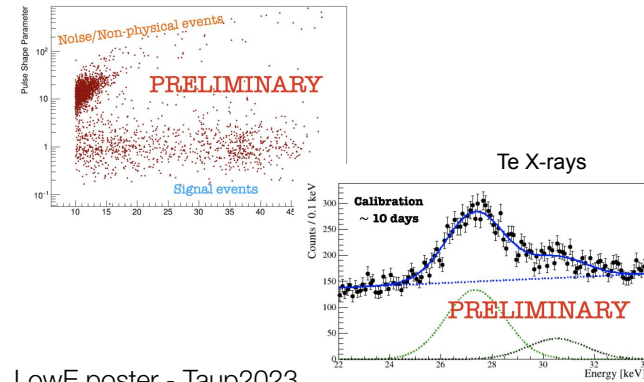 Noise/Non-physical events
Pulse Shape Parameter
10²
10
1
10⁻¹
PRELIMINARY
Signal events
10 15 20 25 30 35 40 45
Te X-rays
Counts / 0.1 keV
300
250
200
150
100
50
0
Calibration
~ 10 days
PRELIMINARY
22 24 26 28 30 32
Energy [keV]
LowE poster - Taup2023